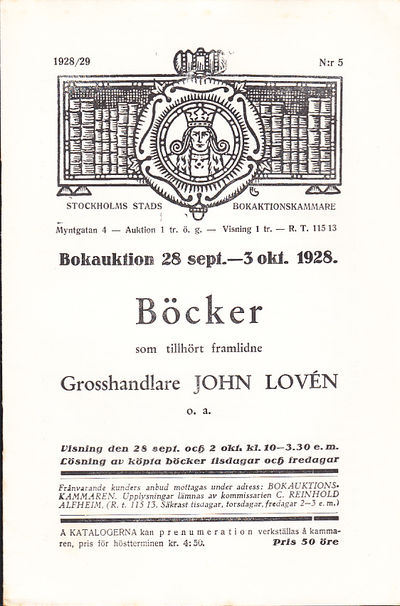 1928/29 N:r 5
STOCKHOLMS STADS BOKAKTIONSKAMMARE
Myntgatan 4 — Auktion 1 tr. ö. g. — Visning 1 tr. — R. T. 115 13
Bokauktion 28 sept.—3 okt. 1928.
Böcker
som tillhört framlidne
Grosshandlare JOHN LOVÉN
o. a.
Visning den 28 sept. och 2 okt. kl. 10—3.30 e. m.
Lösning av köpta böcker tisdagar och fredagar
Frånvarande kunders anbud mottagas under adress: BOKAUKTIONS-
KAMMAREN. Upplysningar lämnas av kommissarien C. REINHOLD
ALFHEIM, (R. t. 115 13. Säkrast tisdagar, torsdagar, fredagar 2—3 e. m.)
Å KATALOGERNA kan prenumeration verkställas å kamma-
ren, pris för höstterminen kr. 4: 50. Pris 50 öre